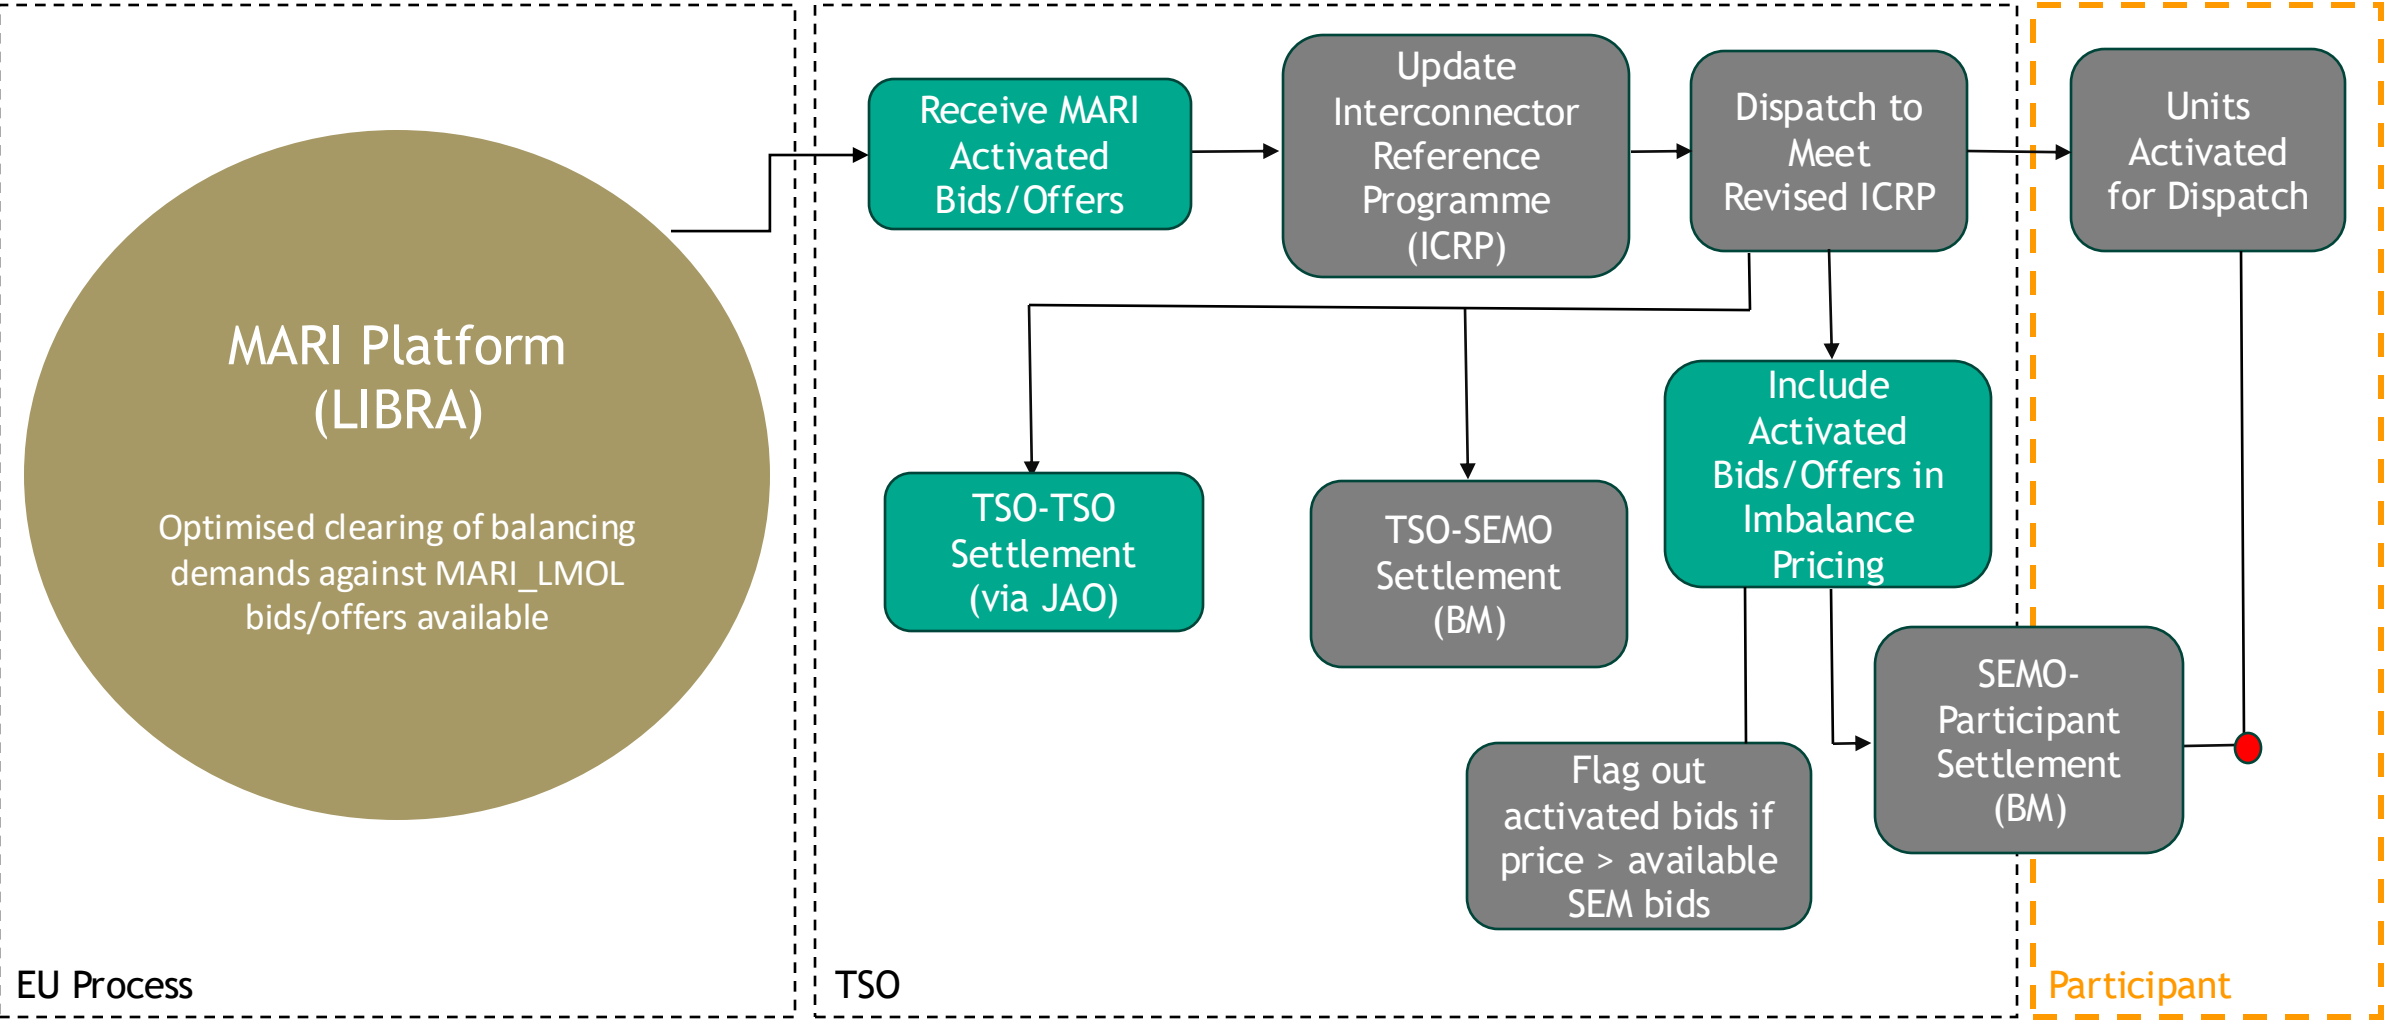 MARI Platform
(LIBRA)
Optimised clearing of balancing
demands against MARI_LMOL
bids/offers available
EU Process
Receive MARI
Activated
Bids/Offers
Update
Interconnector
Reference
Programme
(ICRP)
Dispatch to
Meet
Revised ICRP
Units
Activated
for Dispatch
TSO-TSO
Settlement
(via JAO)
TSO-SEMO
Settlement
(BM)
Include
Activated
Bids/Offers in
Imbalance
Pricing
Flag out
activated bids if
price > available
SEM bids
SEMO-
Participant
Settlement
(BM)
TSO
Participant